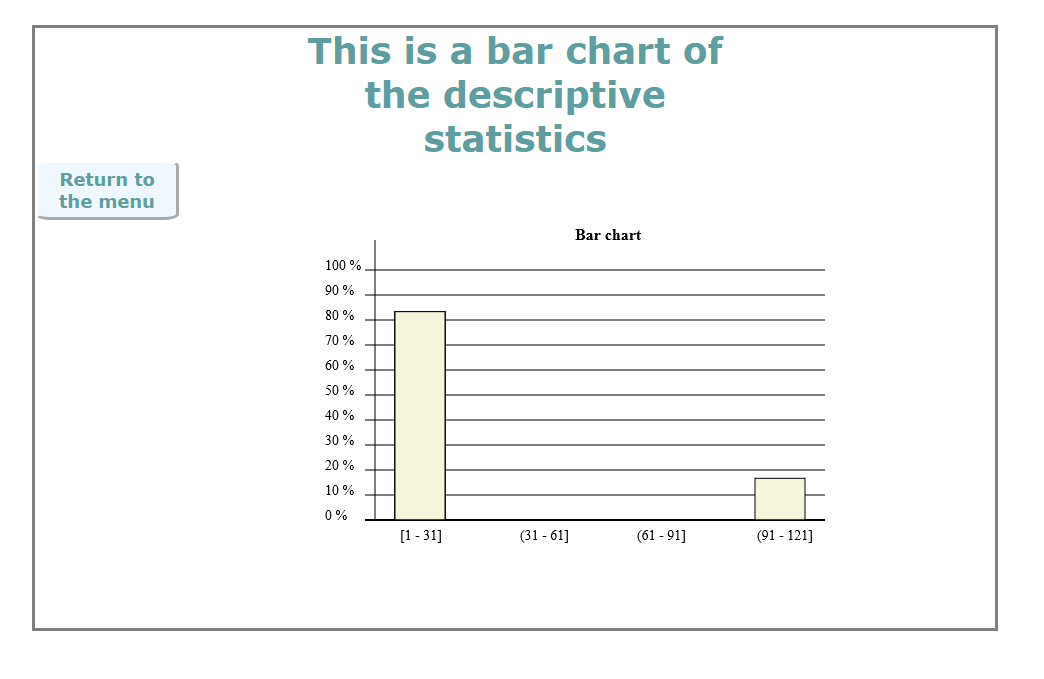 This is a bar chart of
the descriptive
statistics
Return to
the menu
Bar chart
100 %
90 %
80 %
70 %
60 %
50 %
40 %
30 %
20 %
10 %
0 %
[1 - 31] (31 - 61] (61 - 91] (91 - 121]